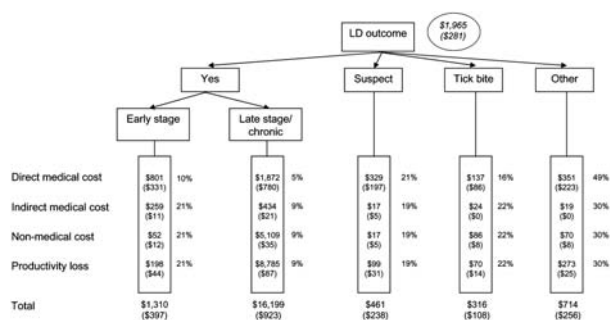 LD outcome
$1,965
($281)
Yes
Suspect
Tick bite
Other
Early stage
Late stage/
chronic
Direct medical cost $801 10% $1,872 5% $329 21% $137 16% $351 49%
($331) ($780) ($197) ($86) ($223)
Indirect medical cost $259 21% $434 9% $17 19% $24 22% $19 30%
($11) ($21) ($5) ($0) ($0)
Non-medical cost $52 21% $5,109 9% $17 19% $86 22% $70 30%
($12) ($35) ($5) ($8) ($8)
Productivity loss $198 21% $8,785 9% $99 19% $70 22% $273 30%
($44) ($87) ($31) ($14) ($25)
Total $1,310 $16,199 $461 $316 $714
($397) ($923) ($238) ($108) ($256)